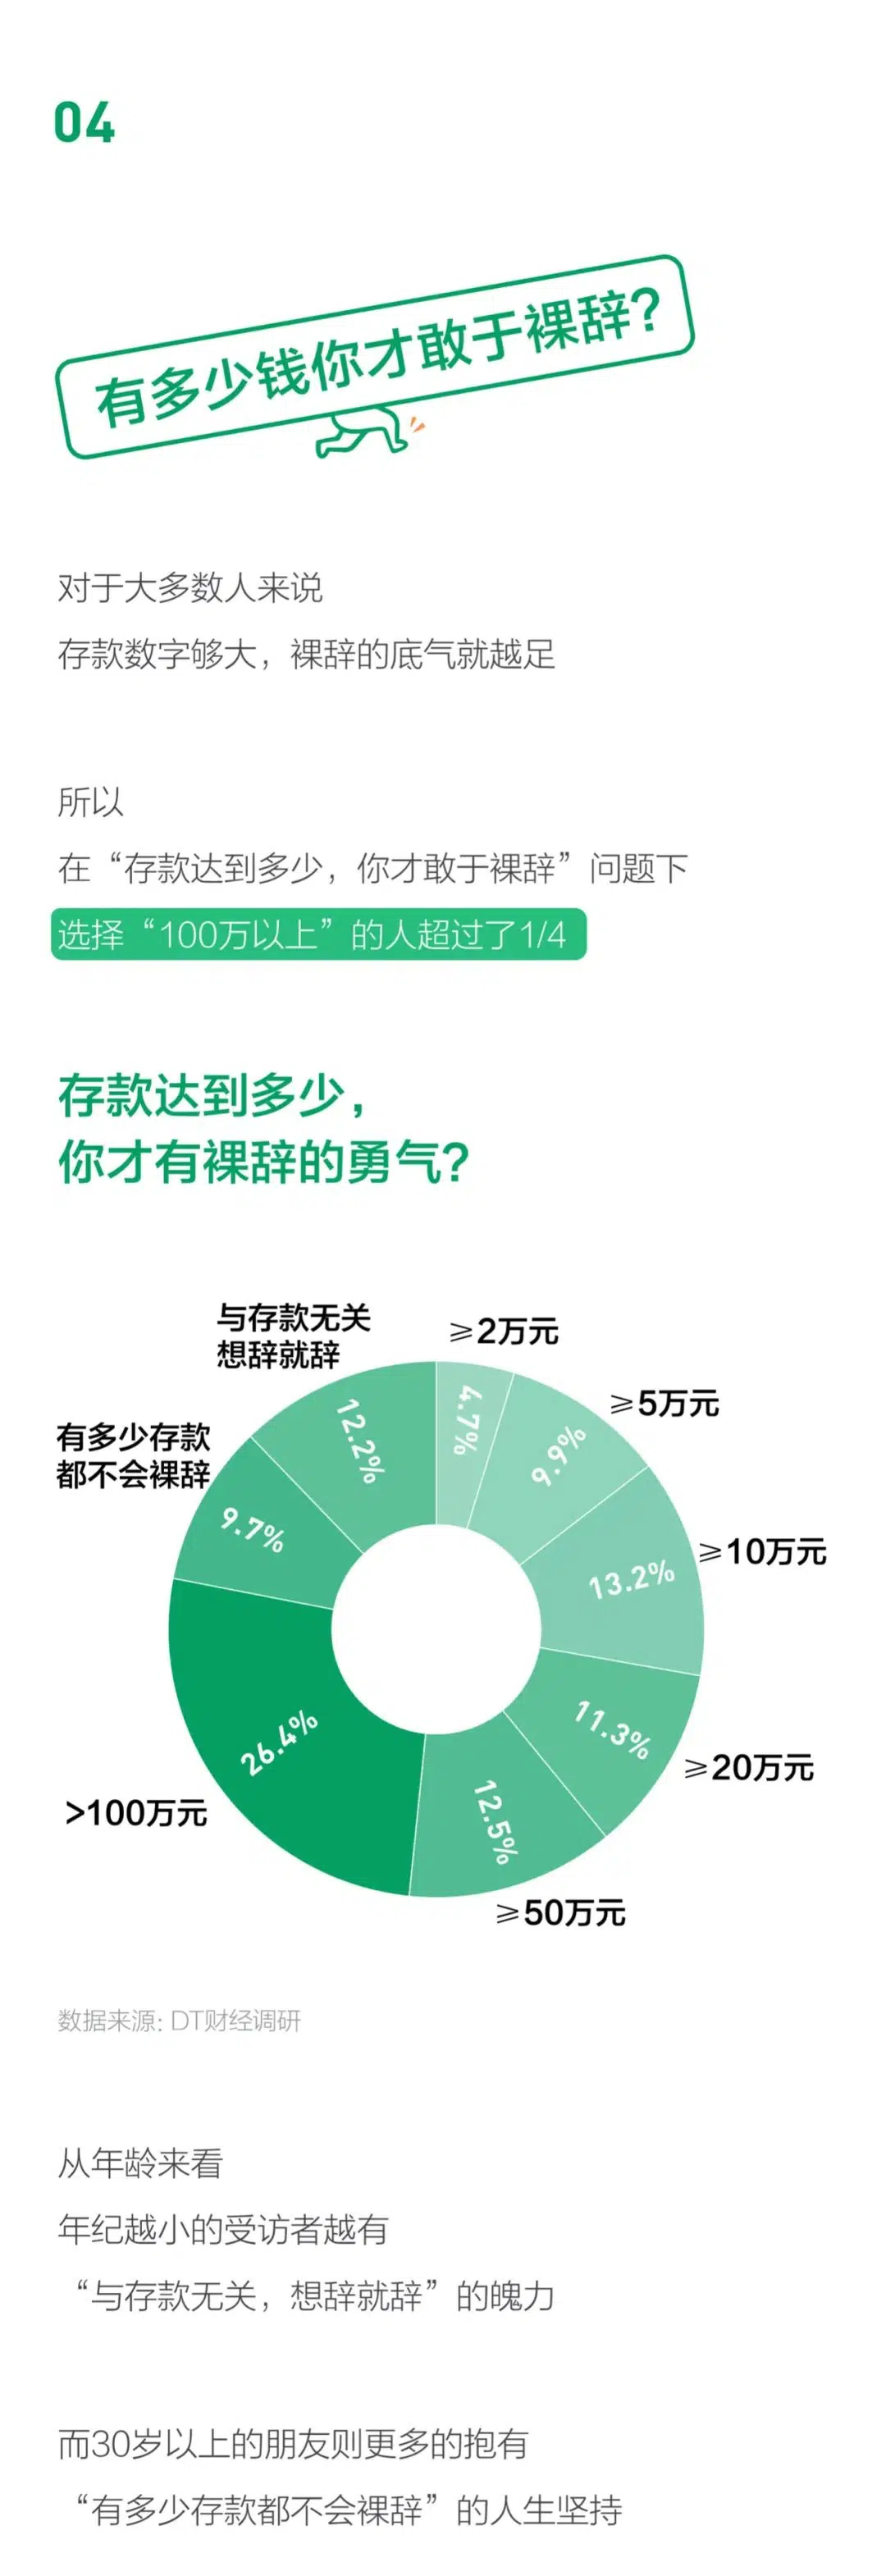 04
有多少钱你才敢于裸辞?
对于大多数人来说
存款数字够大，裸辞的底气就越足
所以
在“存款达到多少，你才敢于裸辞”问题下
选择“100万以上”的人超过了1/4
存款达到多少，
你才有裸辞的勇气?
与存款无关
想辞就辞
⩾2万元
⩾5万元
有多少存款
都不会裸辞
4.7%
12.2%
9.9%
9.7%
⩾10万元
13.2%
26.4%
11.3%
⩾20万元
>100万元
12.5%
⩾50万元
数据来源: DT财经调研
从年龄来看
年纪越小的受访者越有
“与存款无关，想辞就辞”的魄力
而30岁以上的朋友则更多的抱有
“有多少存款都不会裸辞”的人生坚持